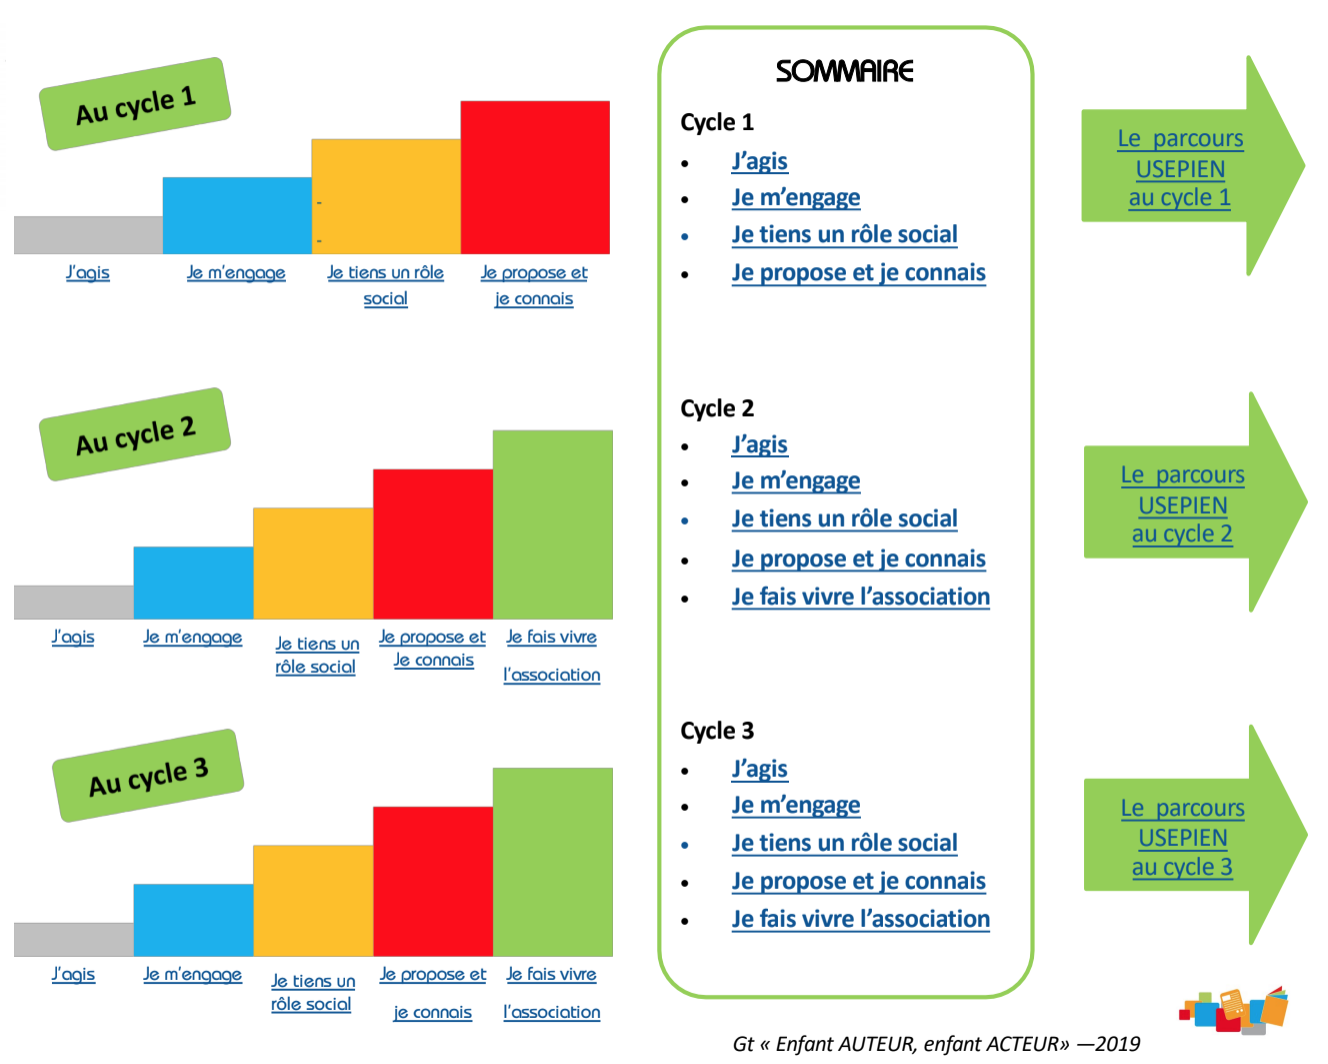 Au cycle 1
J’agis
Je m’engage
Je tiens un rôle
social
Je propose et
je connais
Au cycle 2
J’agis
Je m’engage
Je tiens un
rôle social
Je propose et
Je connais
Je fais vivre
l’association
Au cycle 3
J’agis
Je m’engage
Je tiens un
rôle social
Je propose et
je connais
Je fais vivre
l’association
SOMMAIRE
Cycle 1
• J’agis
• Je m’engage
• Je tiens un rôle social
• Je propose et je connais
Cycle 2
• J’agis
• Je m’engage
• Je tiens un rôle social
• Je propose et je connais
• Je fais vivre l’association
Cycle 3
• J’agis
• Je m’engage
• Je tiens un rôle social
• Je propose et je connais
• Je fais vivre l’association
Le parcours
USEPIEN
au cycle 1
Le parcours
USEPIEN
au cycle 2
Le parcours
USEPIEN
au cycle 3
Gt « Enfant AUTEUR, enfant ACTEUR» —2019